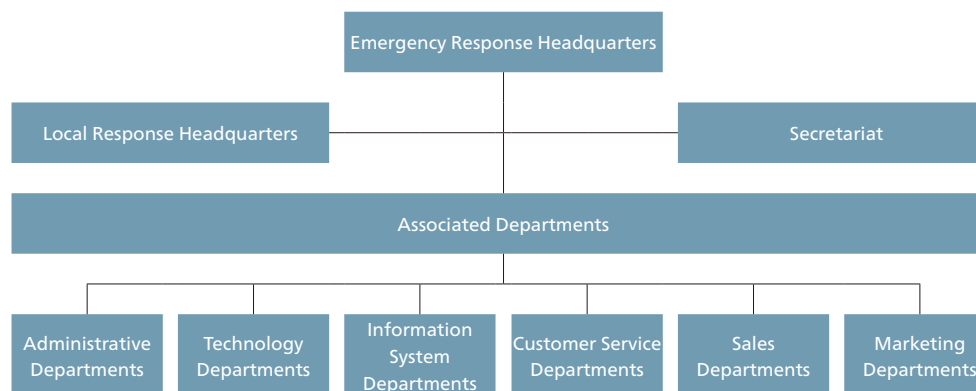 Emergency Response Headquarters
Local Response Headquarters
Secretariat
Associated Departments
Administrative
Departments
Technology
Departments
Information
System
Departments
Customer Service
Departments
Sales
Departments
Marketing
Departments